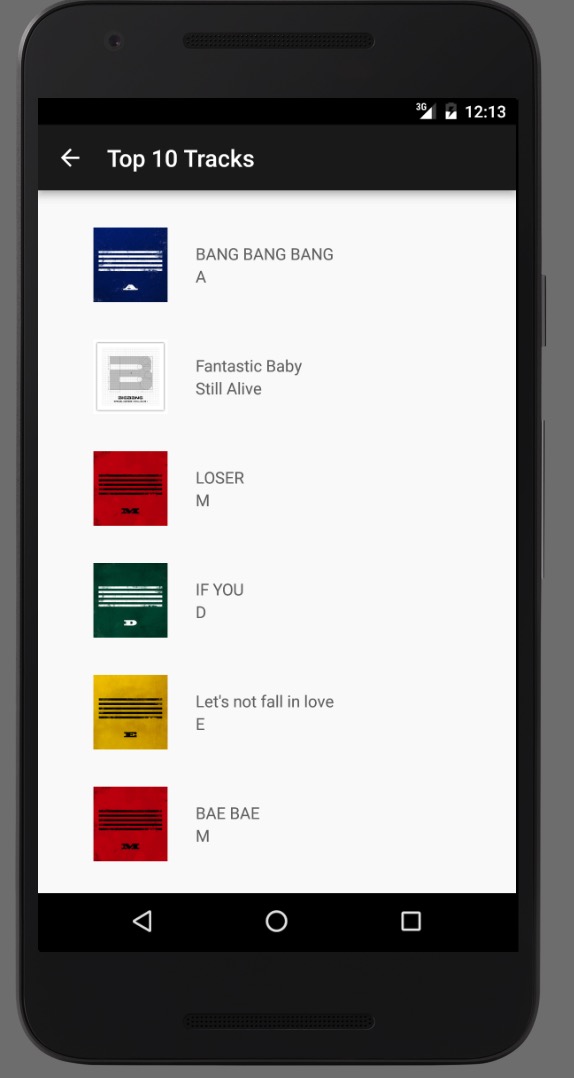 3G 12:13
Top 10 Tracks
BANG BANG BANG
A
A
Fantastic Baby
Still Alive
B
BIGBANG
LOSER
M
M
IF YOU
D
D
Let's not fall in love
E
E
BAE BAE
M
M